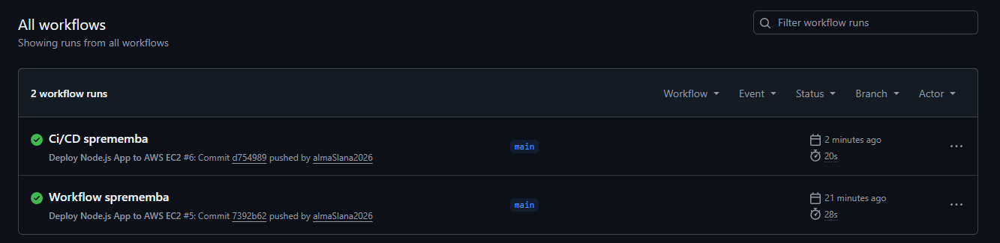 All workflows
Filter workflow runs
Showing runs from all workflows
2 workflow runs
Workflow Event Status Branch Actor
Ci/CD sprememba
main
2 minutes ago
Deploy Node.js App to AWS EC2 #6: Commit d754989 pushed by almaSlana2026
20s
Workflow sprememba
main
21 minutes ago
Deploy Node.js App to AWS EC2 #5: Commit 7392b62 pushed by almaSlana2026
28s